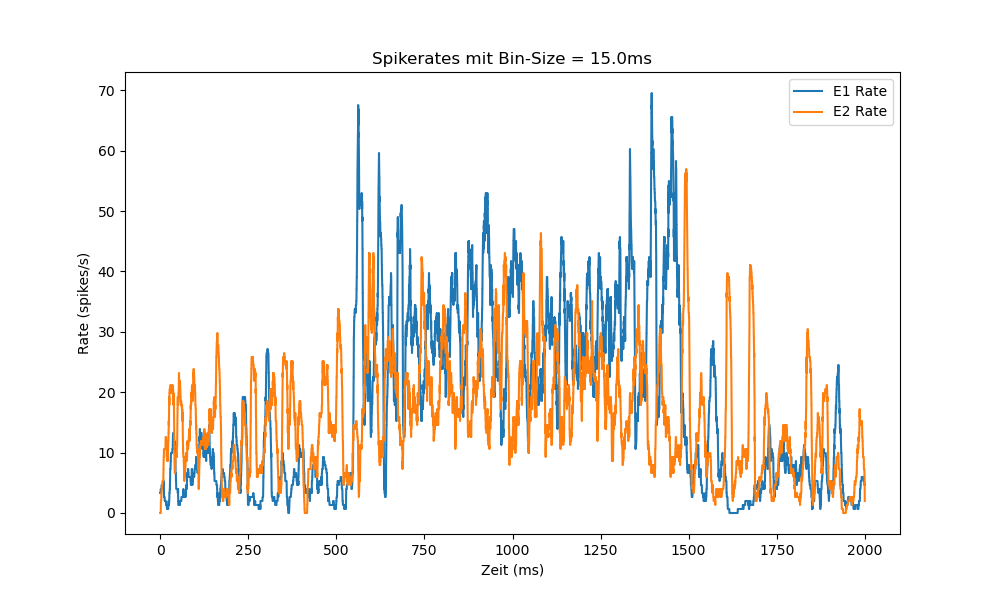 Spikerates mit Bin-Size = 15.0ms
E1 Rate
E2 Rate
Rate (spikes/s)
70
60
50
40
30
20
10
0
0 250 500 750 1000 1250 1500 1750 2000
Zeit (ms)